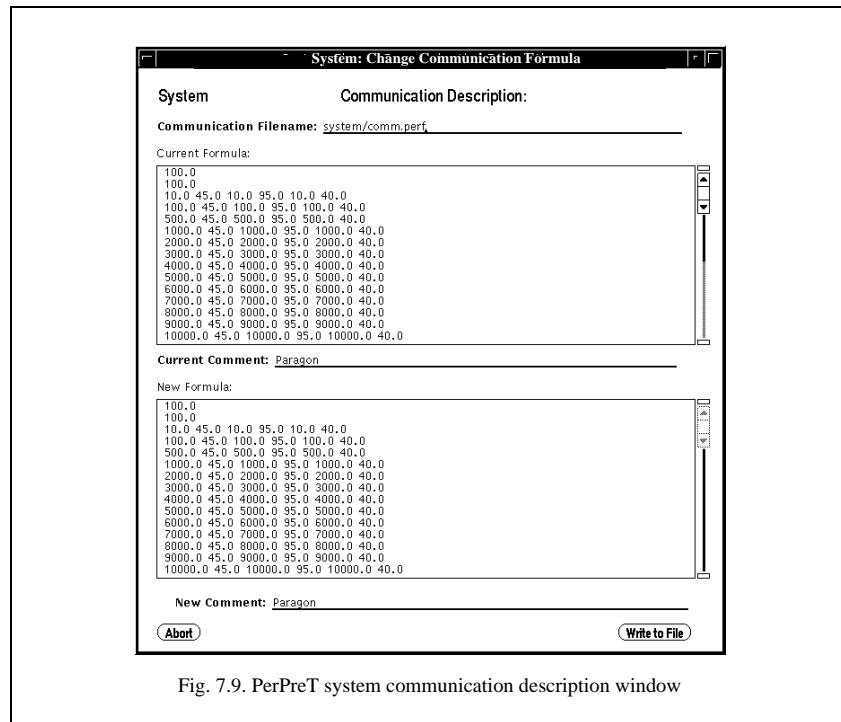 System: Change Communication Formula
System Communication Description:
Communication Filename: system/comm.perf
Current Formula:
100.0
100.0
10.0 45.0 10.0 95.0 10.0 40.0
100.0 45.0 100.0 95.0 100.0 40.0
500.0 45.0 500.0 95.0 500.0 40.0
1000.0 45.0 1000.0 95.0 1000.0 40.0
2000.0 45.0 2000.0 95.0 2000.0 40.0
3000.0 45.0 3000.0 95.0 3000.0 40.0
4000.0 45.0 4000.0 95.0 4000.0 40.0
5000.0 45.0 5000.0 95.0 5000.0 40.0
6000.0 45.0 6000.0 95.0 6000.0 40.0
7000.0 45.0 7000.0 95.0 7000.0 40.0
8000.0 45.0 8000.0 95.0 8000.0 40.0
9000.0 45.0 9000.0 95.0 9000.0 40.0
10000.0 45.0 10000.0 95.0 10000.0 40.0
Current Comment: Paragon
New Formula:
100.0
100.0
10.0 45.0 10.0 95.0 10.0 40.0
100.0 45.0 100.0 95.0 100.0 40.0
500.0 45.0 500.0 95.0 500.0 40.0
1000.0 45.0 1000.0 95.0 1000.0 40.0
2000.0 45.0 2000.0 95.0 2000.0 40.0
3000.0 45.0 3000.0 95.0 3000.0 40.0
4000.0 45.0 4000.0 95.0 4000.0 40.0
5000.0 45.0 5000.0 95.0 5000.0 40.0
6000.0 45.0 6000.0 95.0 6000.0 40.0
7000.0 45.0 7000.0 95.0 7000.0 40.0
8000.0 45.0 8000.0 95.0 8000.0 40.0
9000.0 45.0 9000.0 95.0 9000.0 40.0
10000.0 45.0 10000.0 95.0 10000.0 40.0
New Comment: Paragon
Abort Write to File
Fig. 7.9. PerPreT system communication description window